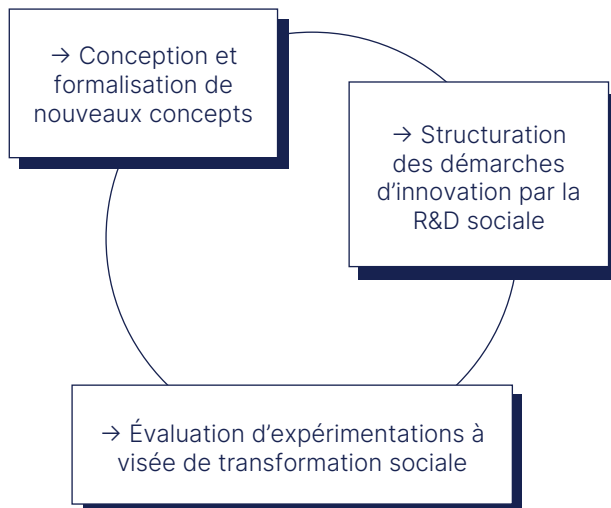 → Conception et
formalisation de
nouveaux concepts
→ Structuration
des démarches
d’innovation par la
R&D sociale
→ Évaluation d’expérimentations à
visée de transformation sociale